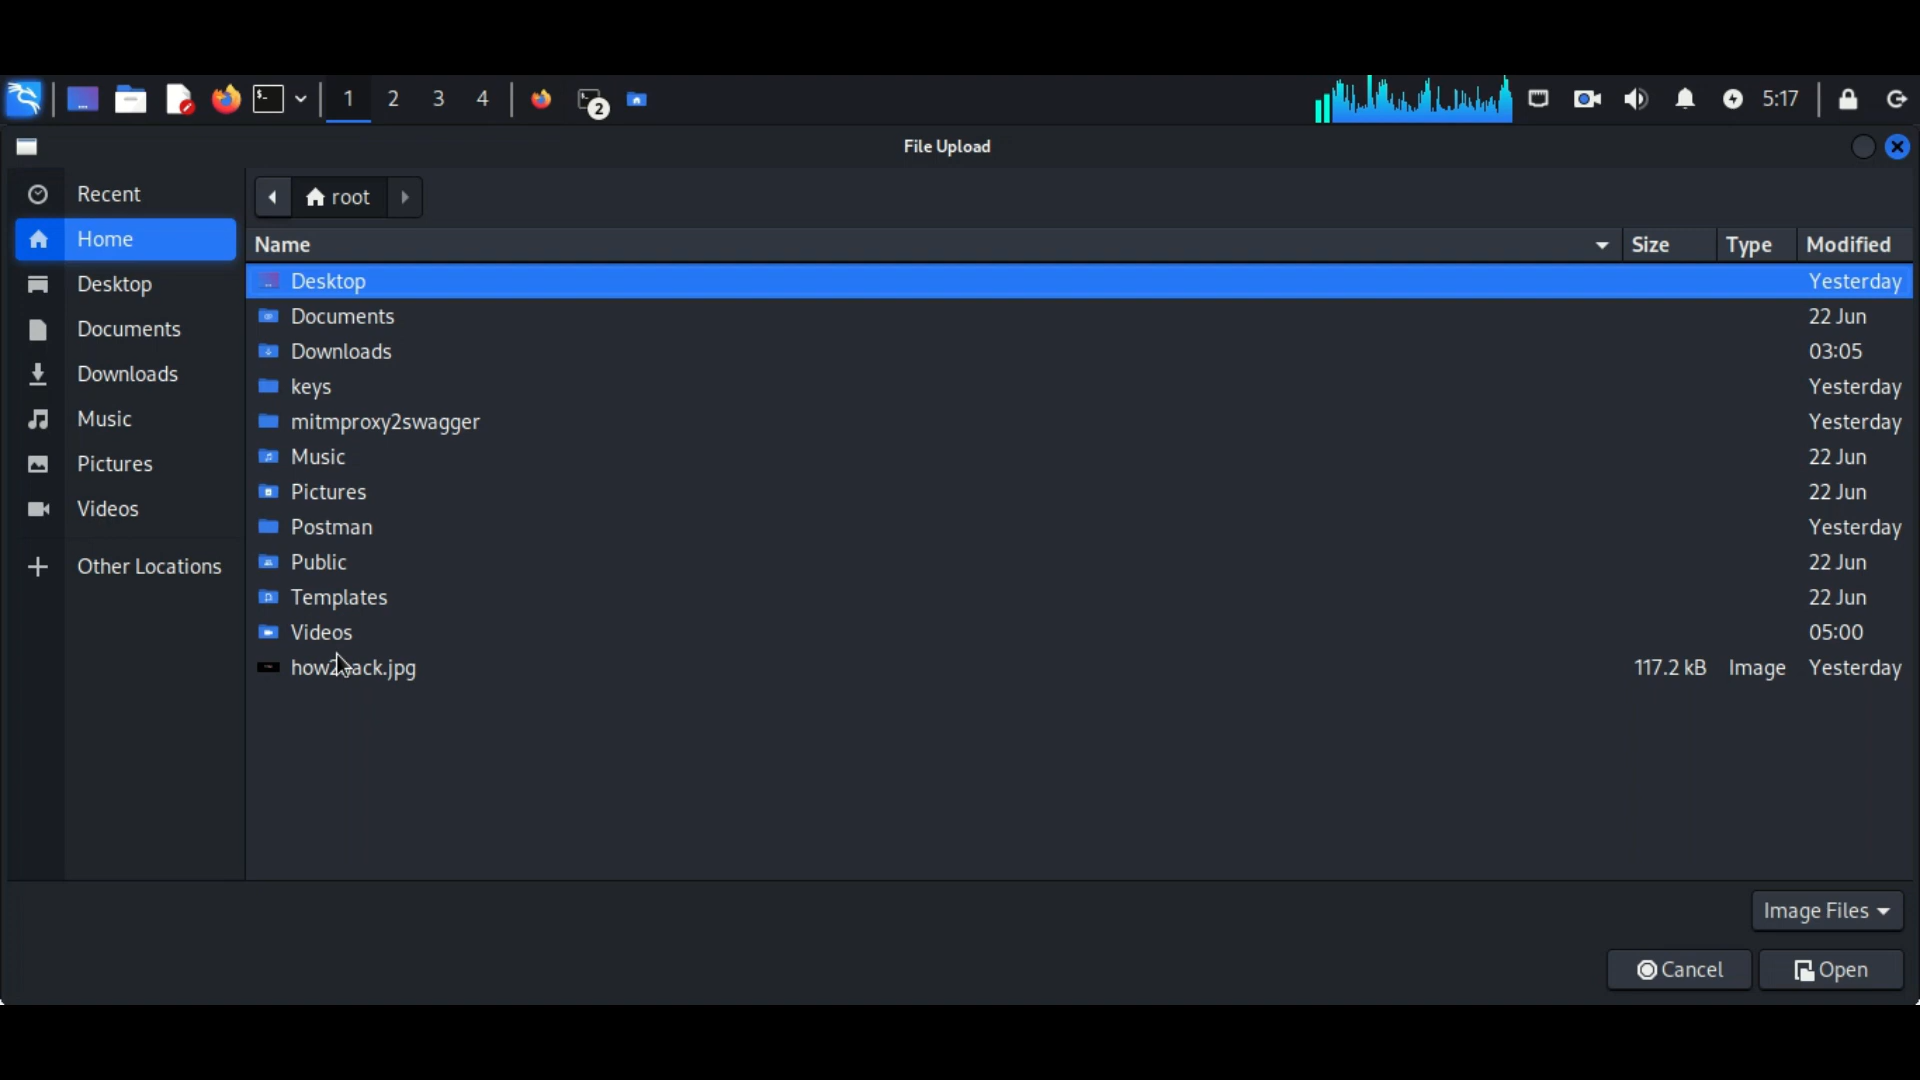 1 2 3 4 2 5:17
File Upload
Recent
Home
Desktop
Documents
Downloads
Music
Pictures
Videos
Other Locations
root
Name Size Type Modified
Desktop Yesterday
Documents 22 Jun
Downloads 03:05
keys Yesterday
mitmproxy2swagger Yesterday
Music 22 Jun
Pictures 22 Jun
Postman Yesterday
Public 22 Jun
Templates 22 Jun
Videos 05:00
how2hack.jpg 117.2 kB Image Yesterday
Image Files
Cancel Open